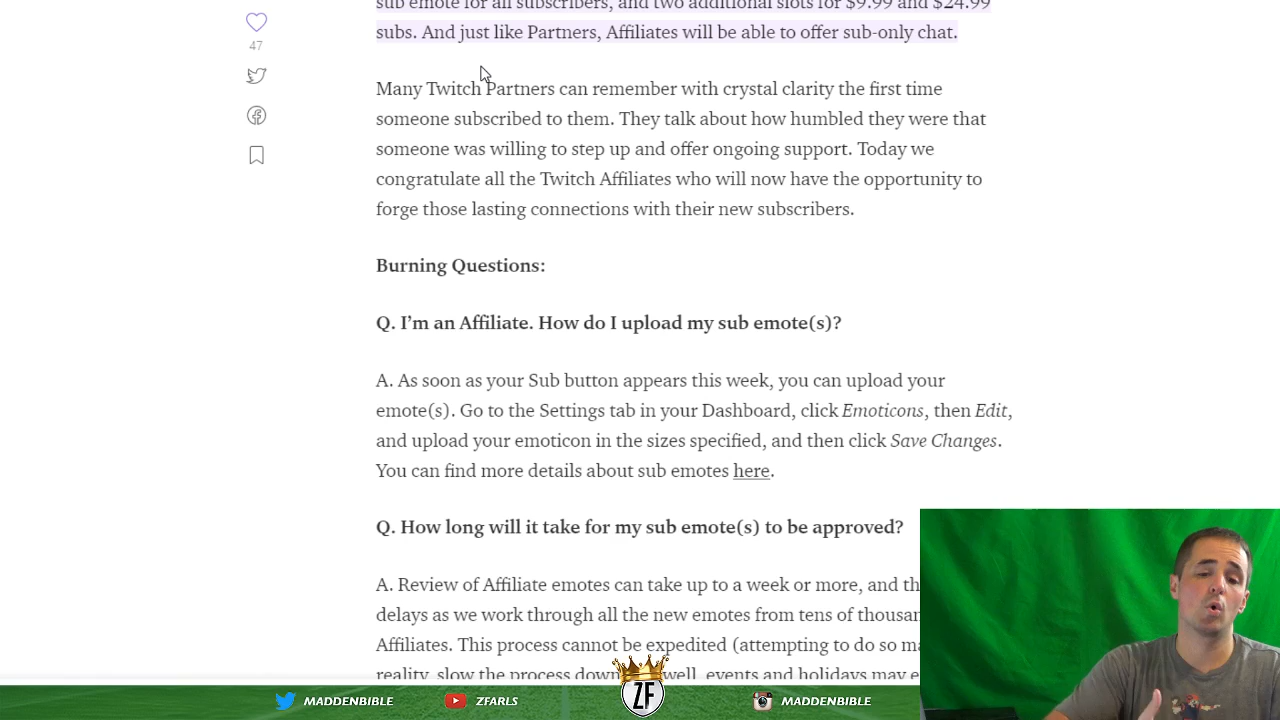 sub emote for all subscribers, and two additional slots for $9.99 and $24.99
subs. And just like Partners, Affiliates will be able to offer sub-only chat.
47
Many Twitch Partners can remember with crystal clarity the first time
someone subscribed to them. They talk about how humbled they were that
someone was willing to step up and offer ongoing support. Today we
congratulate all the Twitch Affiliates who will now have the opportunity to
forge those lasting connections with their new subscribers.
Burning Questions:
Q. I'm an Affiliate. How do I upload my sub emote(s)?
A. As soon as your Sub button appears this week, you can upload your
emote(s). Go to the Settings tab in your Dashboard, click Emoticons, then Edit,
and upload your emoticon in the sizes specified, and then click Save Changes.
You can find more details about sub emotes here.
Q. How long will it take for my sub emote(s) to be approved?
A. Review of Affiliate emotes can take up to a week or more, and
delays as we work through all the new emotes from tens of
Affiliates. This process cannot be expedited (attempting to do so
reality, slow the process down well, events and holidays may
MADDENBIBLE ZFARLS ZF MADDENBIBLE